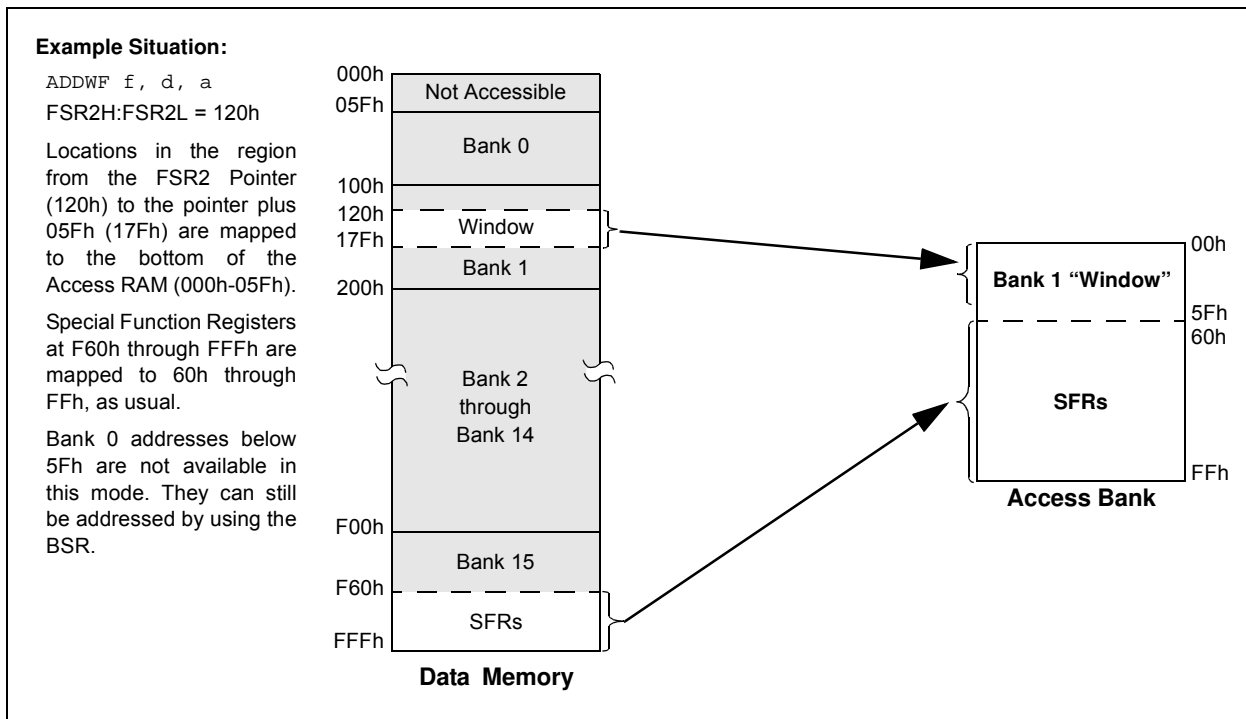 Example Situation:
ADDWF f, d, a
FSR2H:FSR2L = 120h
Locations in the region
from the FSR2 Pointer
(120h) to the pointer plus
05Fh (17Fh) are mapped
to the bottom of the
Access RAM (000h-05Fh).
Special Function Registers
at F60h through FFFh are
mapped to 60h through
FFh, as usual.
Bank 0 addresses below
5Fh are not available in
this mode. They can still
be addressed by using the
BSR.
000h
Not Accessible
05Fh
Bank 0
100h
120h
Window
17Fh
Bank 1
200h
Bank 2
through
Bank 14
F00h
Bank 15
F60h
SFRs
FFFh
Data Memory
00h
Bank 1 “Window”
5Fh
60h
SFRs
FFh
Access Bank